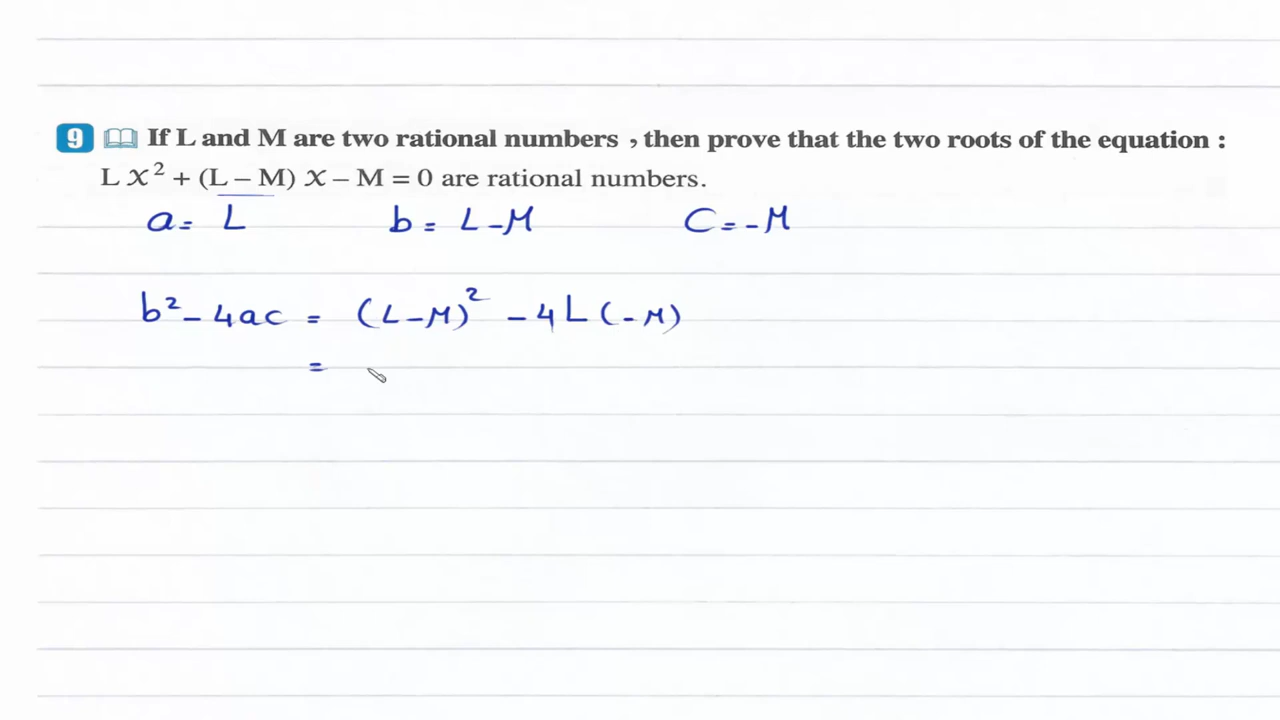 9 If L and M are two rational numbers , then prove that the two roots of the equation :
L x² + (L – M) x – M = 0 are rational numbers.
a = L b = L - M C = - M
b² - 4ac = (L - M)² - 4L (- M)
=